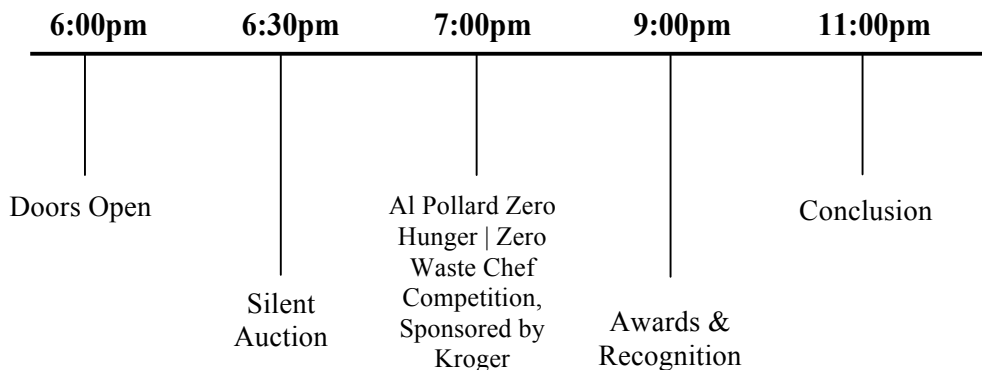 6:00pm 6:30pm 7:00pm 9:00pm 11:00pm
Doors Open
Silent
Auction
Al Pollard Zero
Hunger | Zero
Waste Chef
Competition,
Sponsored by
Kroger
Awards &
Recognition
Conclusion